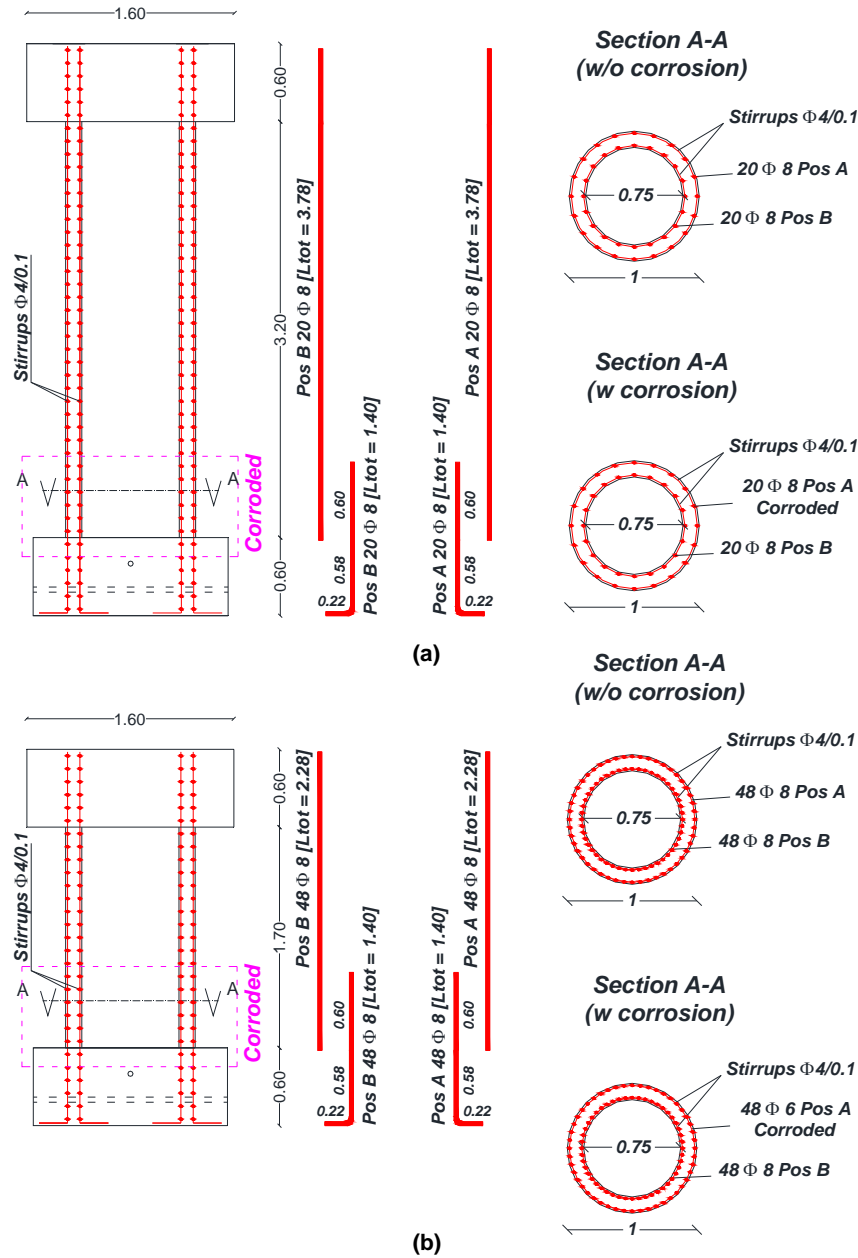 1.60
0.60
3.20
0.60
Stirrups Φ4/0.1
A
A
Corroded
Pos B 20 Φ 8 [Ltot = 3.78]
0.60
0.58
0.22
Pos B 20 Φ 8 [Ltot = 1.40]
Pos A 20 Φ 8 [Ltot = 1.40]
0.60
0.58
0.22
Pos A 20 Φ 8 [Ltot = 3.78]
Section A-A
(w/o corrosion)
Stirrups Φ4/0.1
20 Φ 8 Pos A
0.75
20 Φ 8 Pos B
1
Section A-A
(w corrosion)
Stirrups Φ4/0.1
20 Φ 8 Pos A
Corroded
0.75
20 Φ 8 Pos B
1
(a)
1.60
0.60
1.70
0.60
Stirrups Φ4/0.1
A
A
Corroded
Pos B 48 Φ 8 [Ltot = 2.28]
0.60
0.58
0.22
Pos B 48 Φ 8 [Ltot = 1.40]
Pos A 48 Φ 8 [Ltot = 1.40]
0.60
0.58
0.22
Pos A 48 Φ 8 [Ltot = 2.28]
Section A-A
(w/o corrosion)
Stirrups Φ4/0.1
48 Φ 8 Pos A
0.75
48 Φ 8 Pos B
1
Section A-A
(w corrosion)
Stirrups Φ4/0.1
48 Φ 6 Pos A
Corroded
0.75
48 Φ 8 Pos B
1
(b)